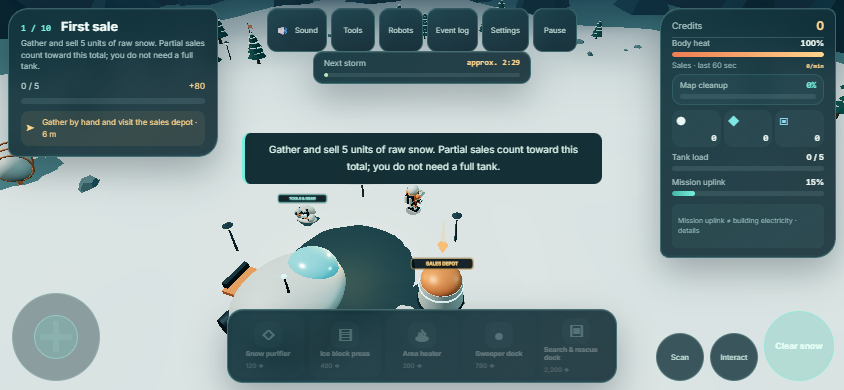 1 / 10 First sale
Gather and sell 5 units of raw snow. Partial sales
count toward this total; you do not need a full
tank.
0 / 5 +80
Gather by hand and visit the sales depot ·
6 m
Sound
Tools
Robots
Event log
Settings
Pause
Next storm approx. 2:29
Credits 0
Body heat 100%
Sales · last 60 sec 0/min
Map cleanup 0%
0 0 0
Tank load 0 / 5
Mission uplink 15%
Mission uplink ≠ building electricity ·
details
Gather and sell 5 units of raw snow. Partial sales count toward this
total; you do not need a full tank.
SALES DEPOT
Snow purifier
120
Ice block press
Area heater
Sweeper dock
Search & rescue
dock
2,200
Scan
Interact
Clear snow